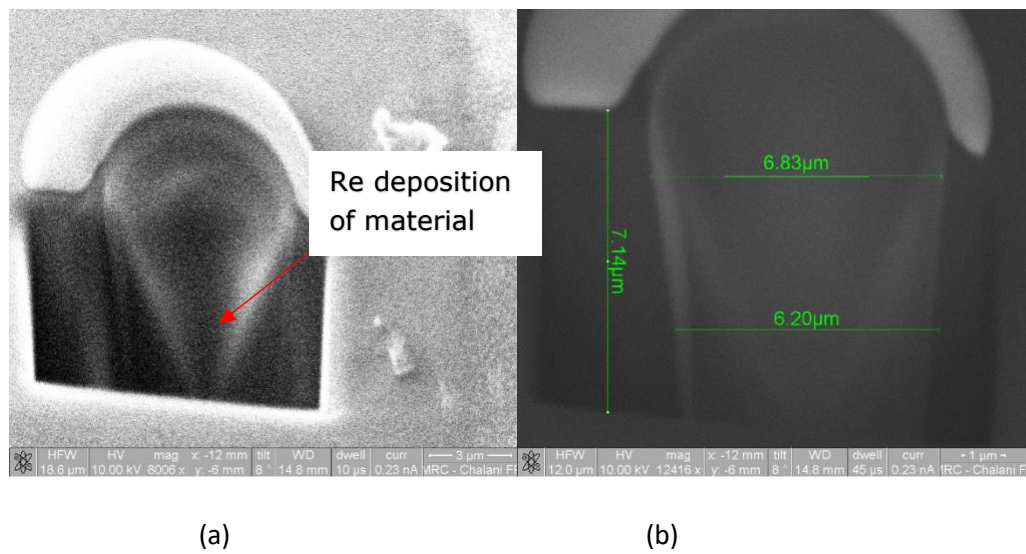 Re deposition
of material
6.83µm
7.14µm
6.20µm
HFW HV mag x: -12 mm tilt WD dwell curr 3 µm
18.6 µm 10.00 kV 8006 x y: -6 mm 8 ° 14.8 mm 10 µs 0.23 nA MRC - Chalani
HFW HV mag x: -12 mm tilt WD dwell curr 1 µm
12.0 µm 10.00 kV 12416 x y: -6 mm 8 ° 14.8 mm 45 µs 0.23 nA MRC - Chalani
(a) (b)